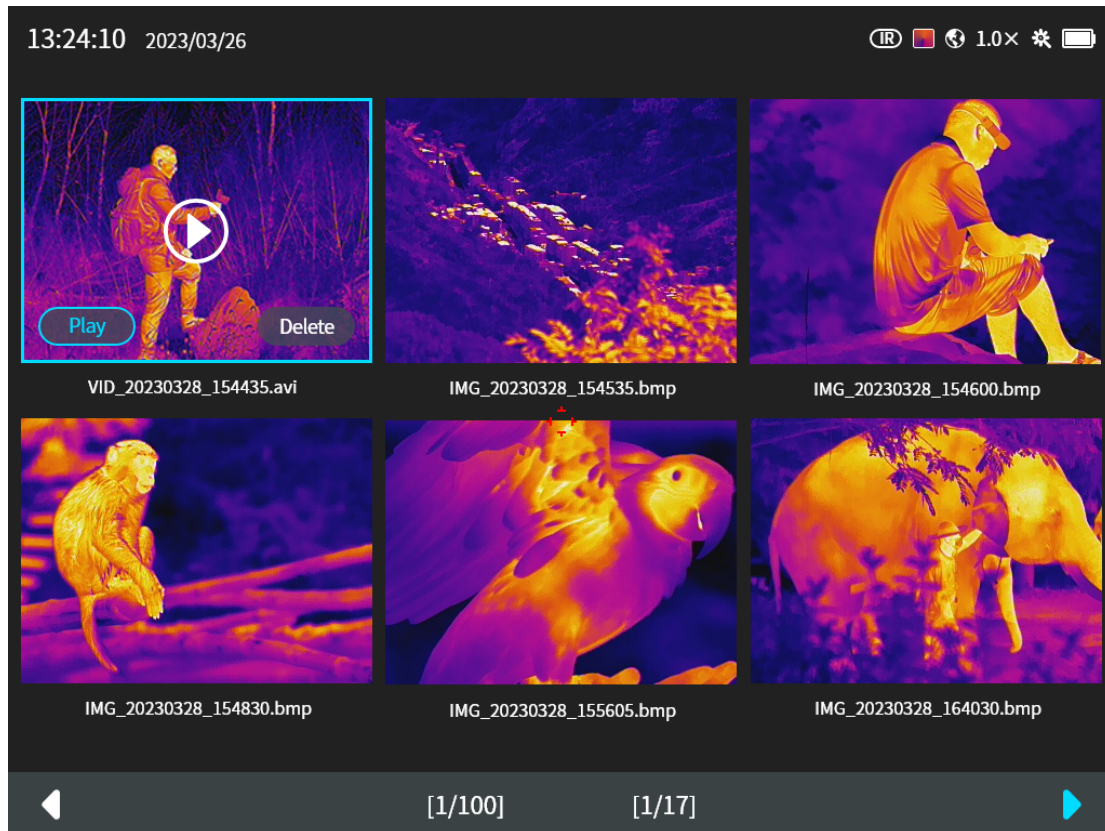 13:24:10 2023/03/26 IR 1.0×
Play Delete
VID_20230328_154435.avi IMG_20230328_154535.bmp IMG_20230328_154600.bmp
IMG_20230328_154830.bmp IMG_20230328_155605.bmp IMG_20230328_164030.bmp
[1/100] [1/17]